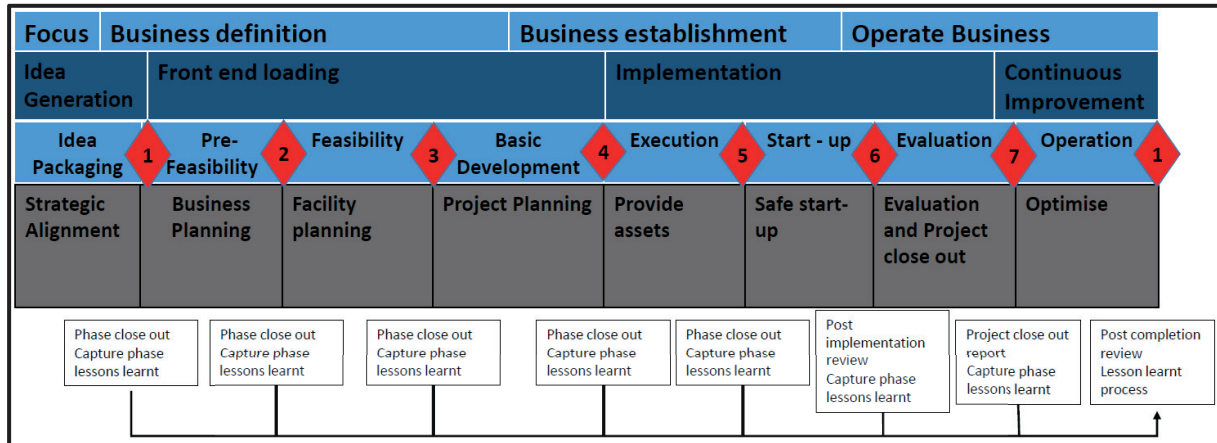 Focus
Business definition
Business establishment
Operate Business
Idea
Generation
Front end loading
Implementation
Continuous
Improvement
Idea
Packaging
1
Pre-
Feasibility
2
Feasibility
3
Basic
Development
4
Execution
5
Start - up
6
Evaluation
7
Operation
1
Strategic
Alignment
Business
Planning
Facility
planning
Project Planning
Provide
assets
Safe start-
up
Evaluation
and Project
close out
Optimise
Phase close out
Capture phase
lessons learnt
Phase close out
Capture phase
lessons learnt
Phase close out
Capture phase
lessons learnt
Phase close out
Capture phase
lessons learnt
Phase close out
Capture phase
lessons learnt
Post
implementation
review
Capture phase
lessons learnt
Project close out
report
Capture phase
lessons learnt
Post completion
review
Lesson learnt
process